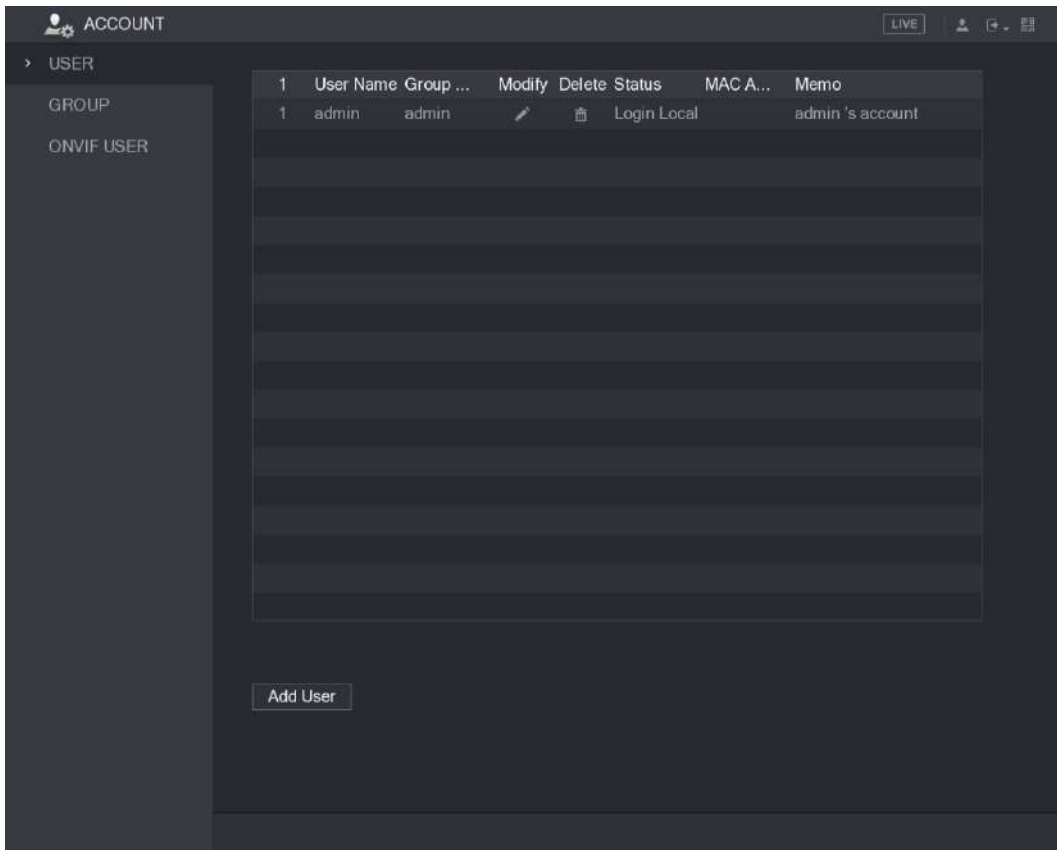 ACCOUNT LIVE
USER
GROUP
ONVIF USER
1 User Name Group ... Modify Delete Status MAC A... Memo
1 admin admin Login Local admin 's account
Add User